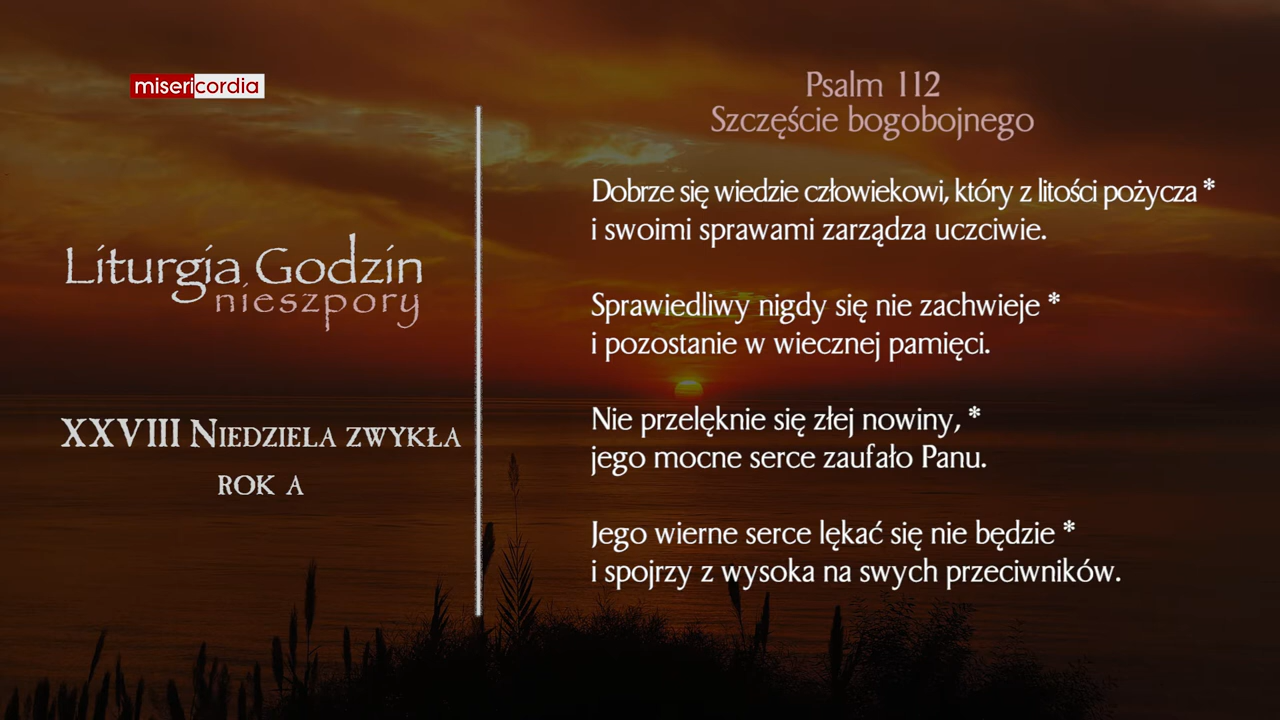 misericordia
Liturgia Godzin
nieszpory
XXVIII Niedziela zwykła
rok A
Psalm 112
Szczęście bogobojnego
Dobrze się wiedzie człowiekowi, który z litości pożycza *
i swoimi sprawami zarządza uczciwie.
Sprawiedliwy nigdy się nie zachwieje *
i pozostanie w wiecznej pamięci.
Nie przelęknie się złej nowiny, *
jego mocne serce zaufało Panu.
Jego wierne serce lękać się nie będzie *
i spojrzy z wysoka na swych przeciwników.